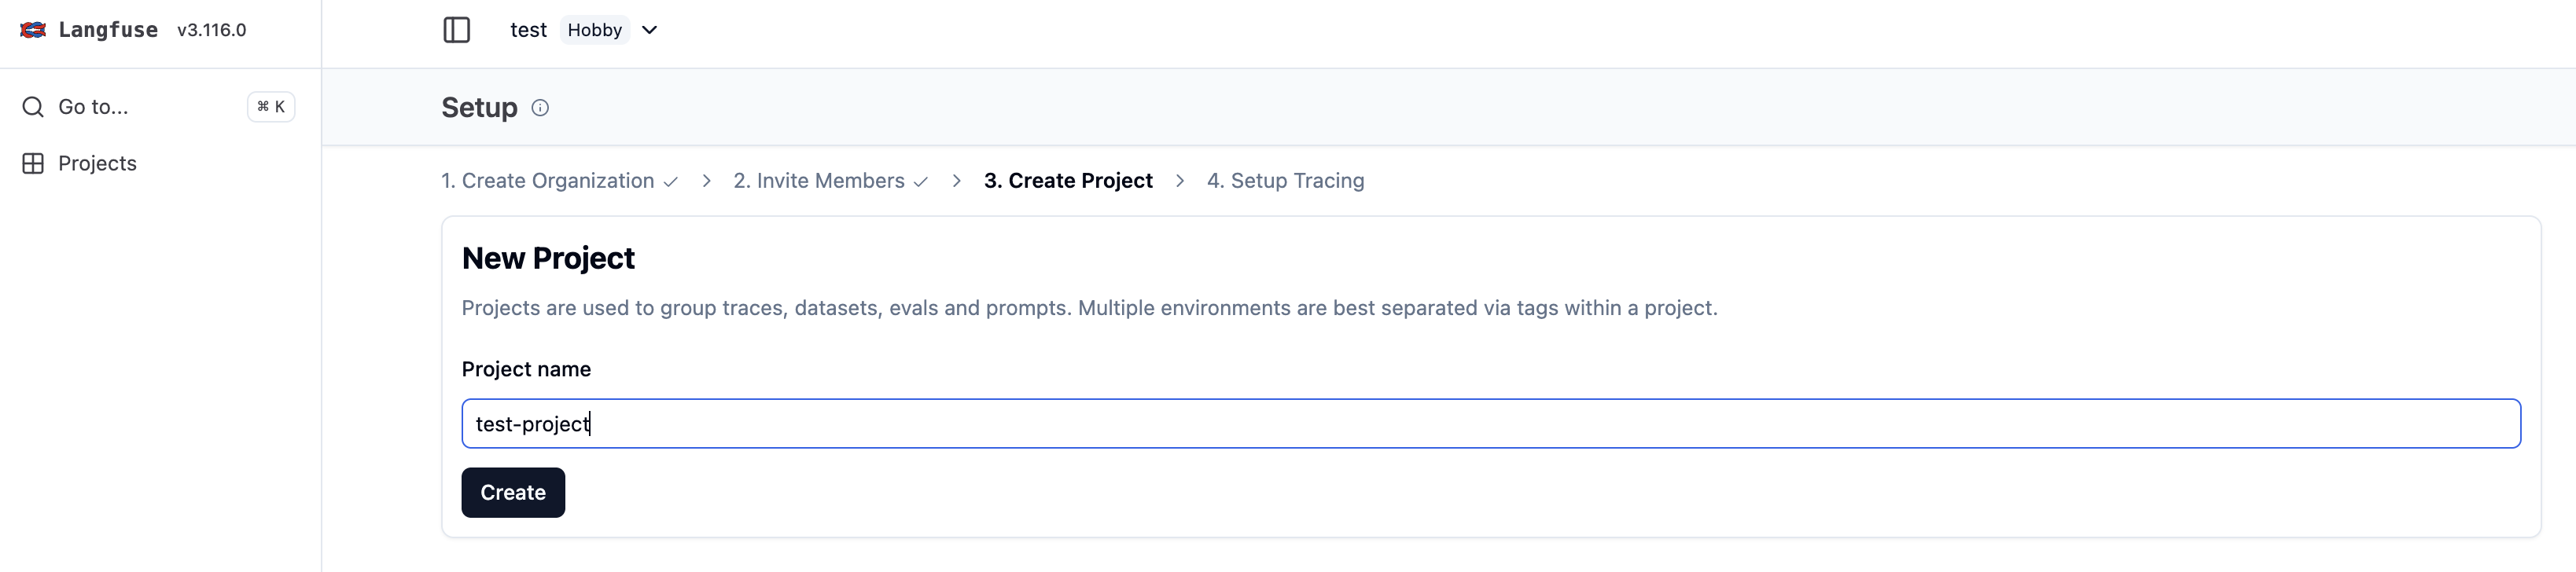 Langfuse v3.116.0
test Hobby
Go to... ⌘ K
Projects
Setup
1. Create Organization ✓ > 2. Invite Members ✓ > 3. Create Project > 4. Setup Tracing
New Project
Projects are used to group traces, datasets, evals and prompts. Multiple environments are best separated via tags within a project.
Project name
test-project
Create